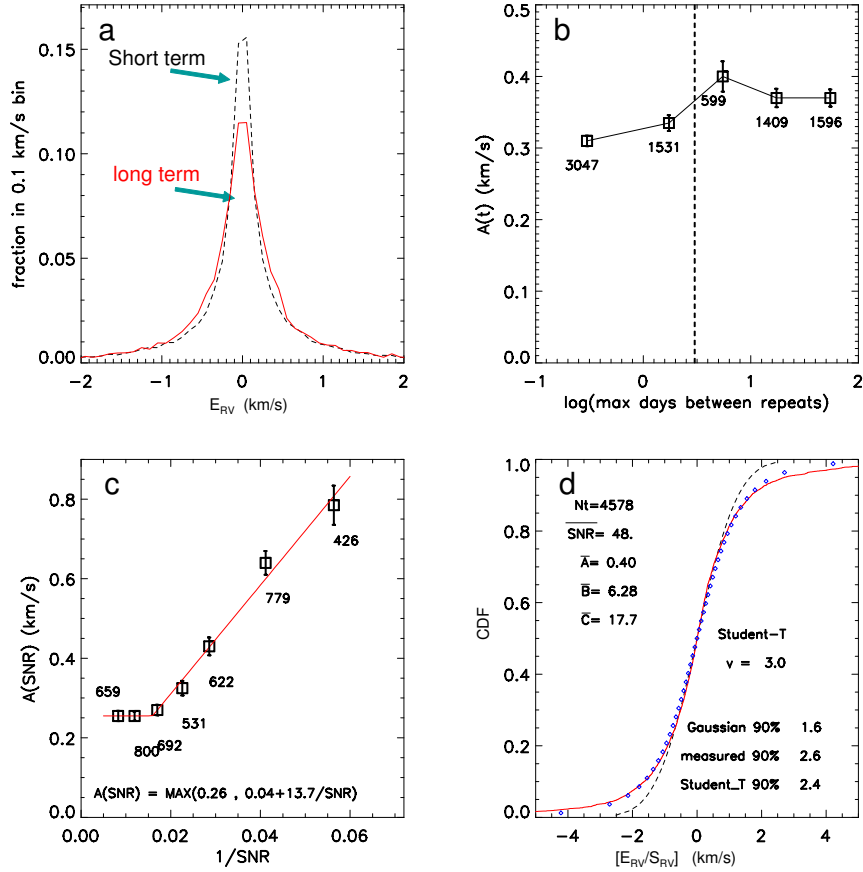 a
Short term
long term
fraction in 0.1 km/s bin
0.15
0.10
0.05
0.00
−2 −1 0 1 2
E_RV (km/s)
b
A(t) (km/s)
0.5
0.4
0.3
0.2
0.1
0.0
3047
1531
599
1409
1596
−1 0 1 2
log(max days between repeats)
c
A(SNR) (km/s)
0.8
0.6
0.4
0.2
0.0
659
800
692
531
622
779
426
A(SNR) = MAX(0.26 , 0.04+13.7/SNR)
0.00 0.02 0.04 0.06
1/SNR
d
CDF
1.0
0.8
0.6
0.4
0.2
0.0
Nt=4578
SNR= 48.
A= 0.40
B= 6.28
C= 17.7
Student−T
ν = 3.0
Gaussian 90% 1.6
measured 90% 2.6
Student_T 90% 2.4
−4 −2 0 2 4
[E_RV/S_RV] (km/s)